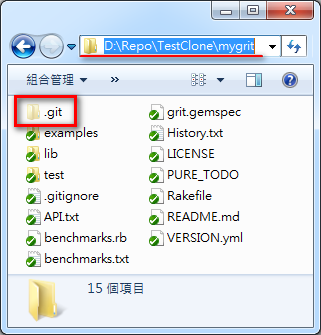 D:\Repo\TestClone\mygrit
組合管理
.git
examples
lib
test
.gitignore
API.txt
benchmarks.rb
benchmarks.txt
grit.gemspec
History.txt
LICENSE
PURE_TODO
Rakefile
README.md
VERSION.yml
15 個項目